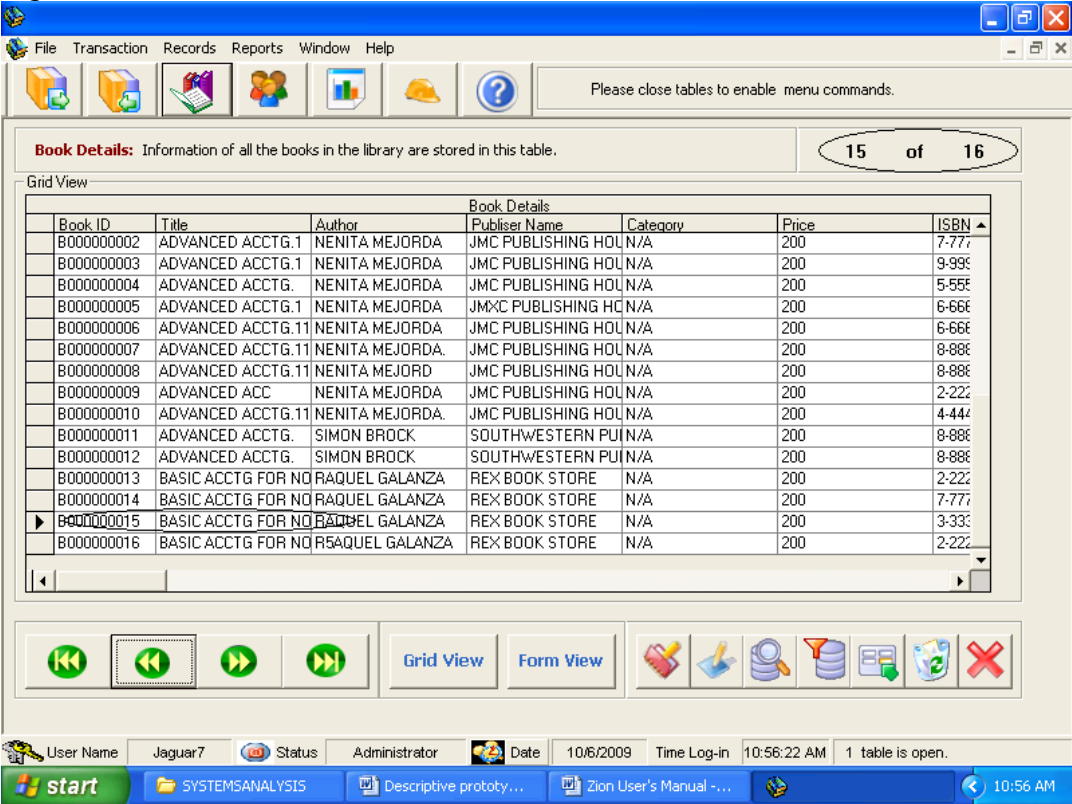 File Transaction Records Reports Window Help
Please close tables to enable menu commands.
Book Details: Information of all the books in the library are stored in this table.
15 of 16
Grid View
Book Details
Book ID Title Author Publiser Name Category Price ISBN
B000000002 ADVANCED ACCTG.1 NENITA MEJORDA JMC PUBLISHING HOU N/A 200 7-777
B000000003 ADVANCED ACCTG.1 NENITA MEJORDA JMC PUBLISHING HOU N/A 200 9-999
B000000004 ADVANCED ACCTG. NENITA MEJORDA JMC PUBLISHING HOU N/A 200 5-555
B000000005 ADVANCED ACCTG.1 NENITA MEJORDA JMXC PUBLISHING HO N/A 200 6-666
B000000006 ADVANCED ACCTG.11 NENITA MEJORDA JMC PUBLISHING HOU N/A 200 6-666
B000000007 ADVANCED ACCTG.11 NENITA MEJORDA. JMC PUBLISHING HOU N/A 200 8-888
B000000008 ADVANCED ACCTG.11 NENITA MEJORD JMC PUBLISHING HOU N/A 200 8-888
B000000009 ADVANCED ACC NENITA MEJORDA JMC PUBLISHING HOU N/A 200 2-222
B000000010 ADVANCED ACCTG.11 NENITA MEJORDA. JMC PUBLISHING HOU N/A 200 4-444
B000000011 ADVANCED ACCTG. SIMON BROCK SOUTHWESTERN PU N/A 200 8-888
B000000012 ADVANCED ACCTG. SIMON BROCK SOUTHWESTERN PU N/A 200 8-888
B000000013 BASIC ACCTG FOR NO RAQUEL GALANZA REX BOOK STORE N/A 200 2-222
B000000014 BASIC ACCTG FOR NO RAQUEL GALANZA REX BOOK STORE N/A 200 7-777
B000000015 BASIC ACCTG FOR NO RAQUEL GALANZA REX BOOK STORE N/A 200 3-333
B000000016 BASIC ACCTG FOR NO R5AQUEL GALANZA REX BOOK STORE N/A 200 2-222
Grid View Form View
User Name Jaguar7 Status Administrator Date 10/6/2009 Time Log-in 10:56:22 AM 1 table is open.
start SYSTEMSANALYSIS Descriptive prototy... Zion User's Manual -... 10:56 AM